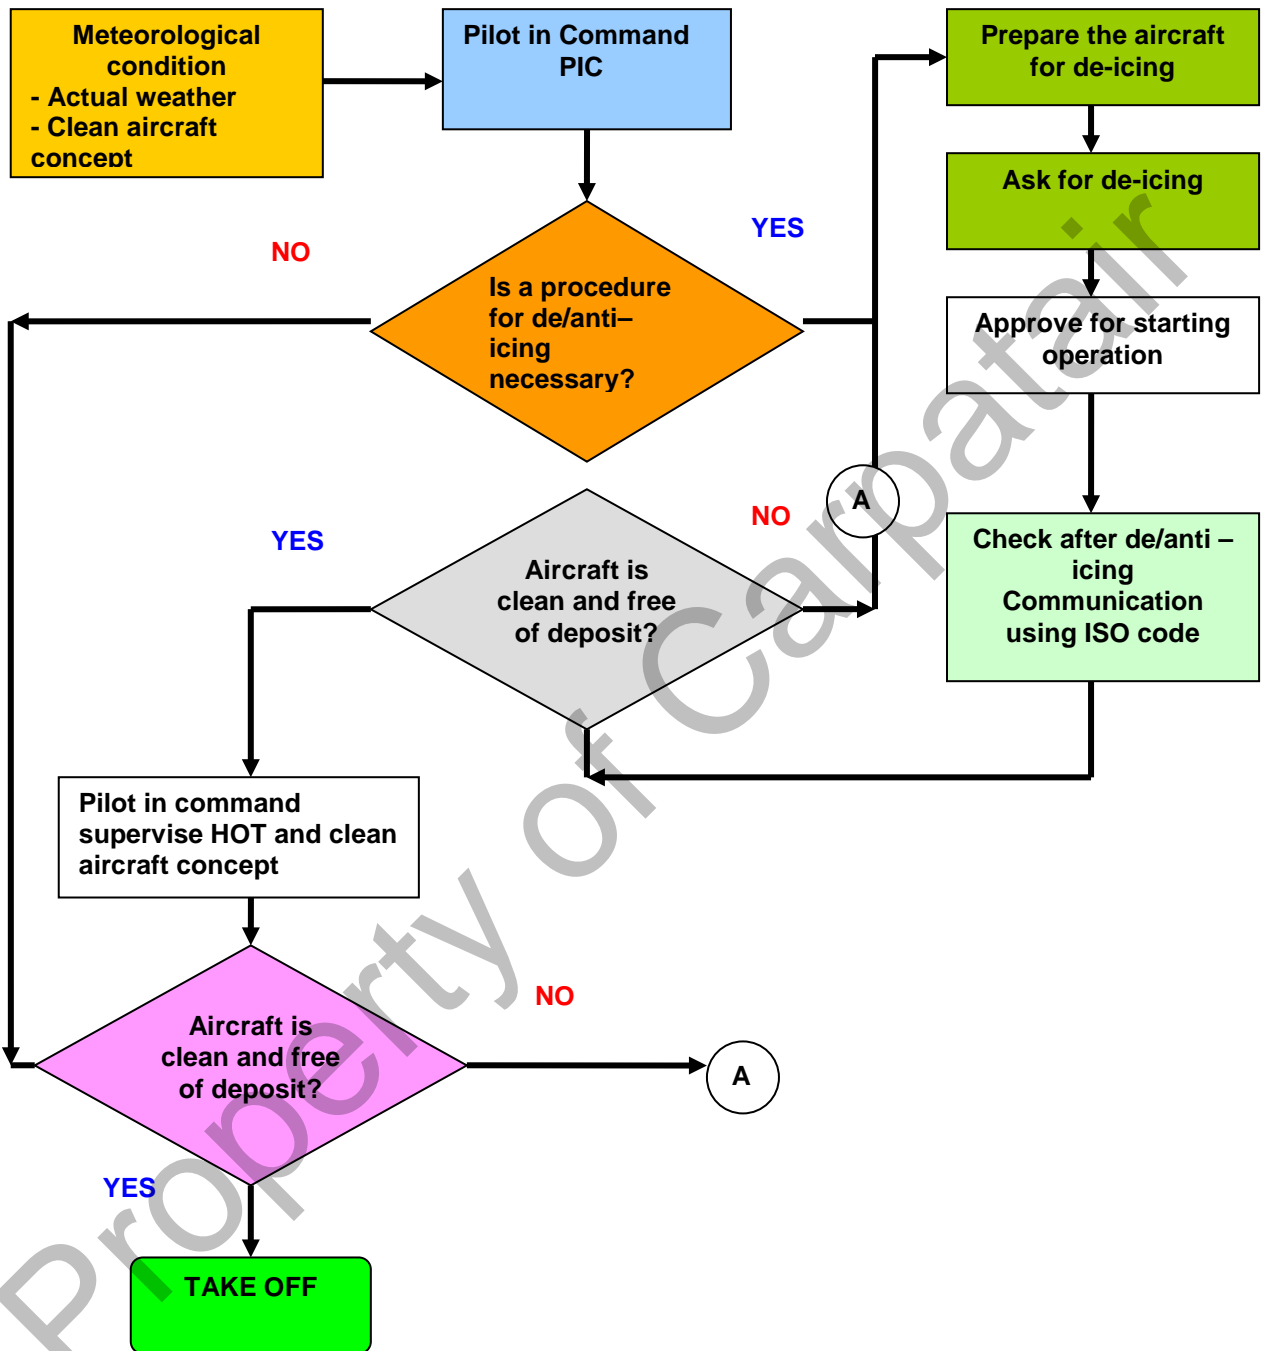 Meteorological
condition
- Actual weather
- Clean aircraft
concept
Pilot in Command
PIC
Prepare the aircraft
for de-icing
Ask for de-icing
YES
NO
Is a procedure
for de/anti–
icing
necessary?
Approve for starting
operation
A
NO
YES
Aircraft is
clean and free
of deposit?
Check after de/anti –
icing
Communication
using ISO code
Pilot in command
supervise HOT and clean
aircraft concept
NO
Aircraft is
clean and free
of deposit?
A
YES
TAKE OFF
Property of Carpatair